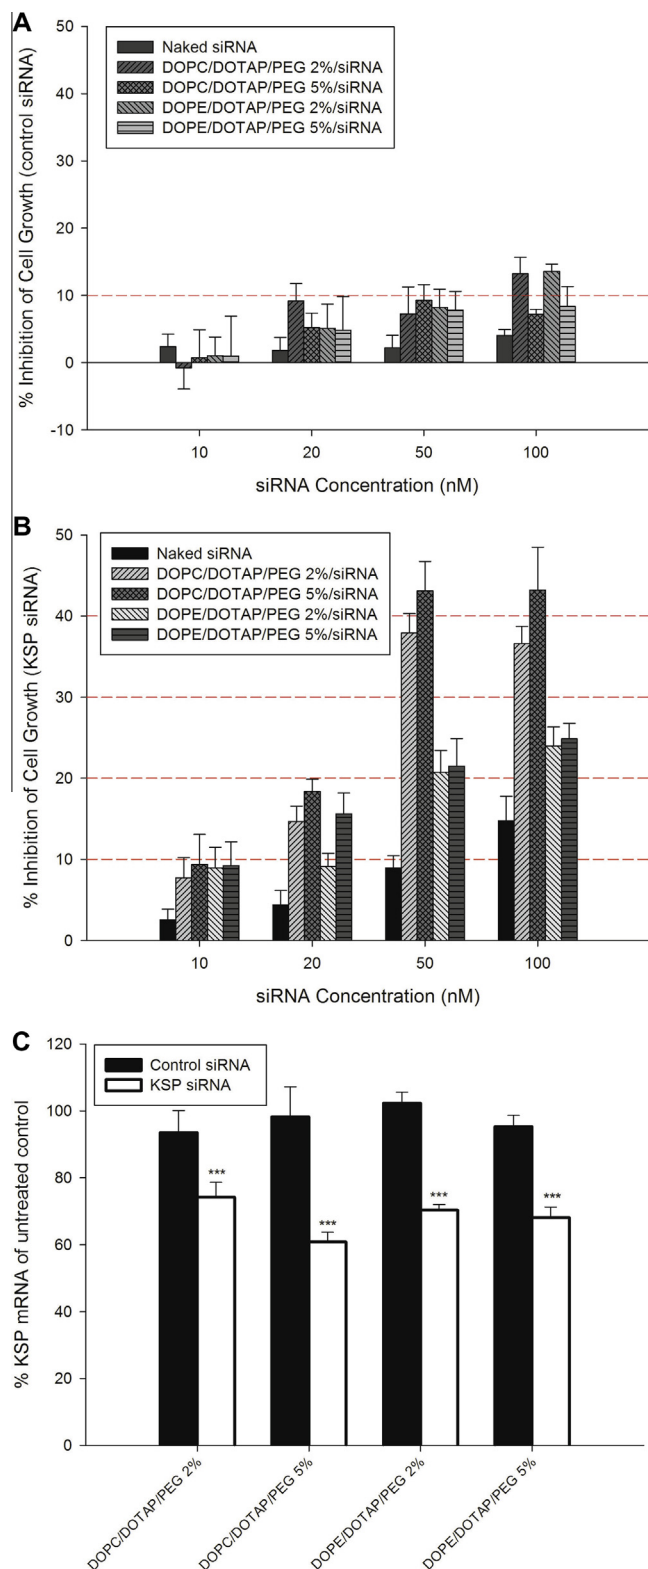 A
% Inhibition of Cell Growth (control siRNA)
50
40
30
20
10
0
-10
Naked siRNA
DOPC/DOTAP/PEG 2%/siRNA
DOPC/DOTAP/PEG 5%/siRNA
DOPE/DOTAP/PEG 2%/siRNA
DOPE/DOTAP/PEG 5%/siRNA
10 20 50 100
siRNA Concentration (nM)
B
% Inhibition of Cell Growth (KSP siRNA)
50
40
30
20
10
0
Naked siRNA
DOPC/DOTAP/PEG 2%/siRNA
DOPC/DOTAP/PEG 5%/siRNA
DOPE/DOTAP/PEG 2%/siRNA
DOPE/DOTAP/PEG 5%/siRNA
10 20 50 100
siRNA Concentration (nM)
C
% KSP mRNA of untreated control
120
100
80
60
40
20
0
Control siRNA
KSP siRNA
***
***
***
***
DOPC/DOTAP/PEG 2%
DOPC/DOTAP/PEG 5%
DOPE/DOTAP/PEG 2%
DOPE/DOTAP/PEG 5%